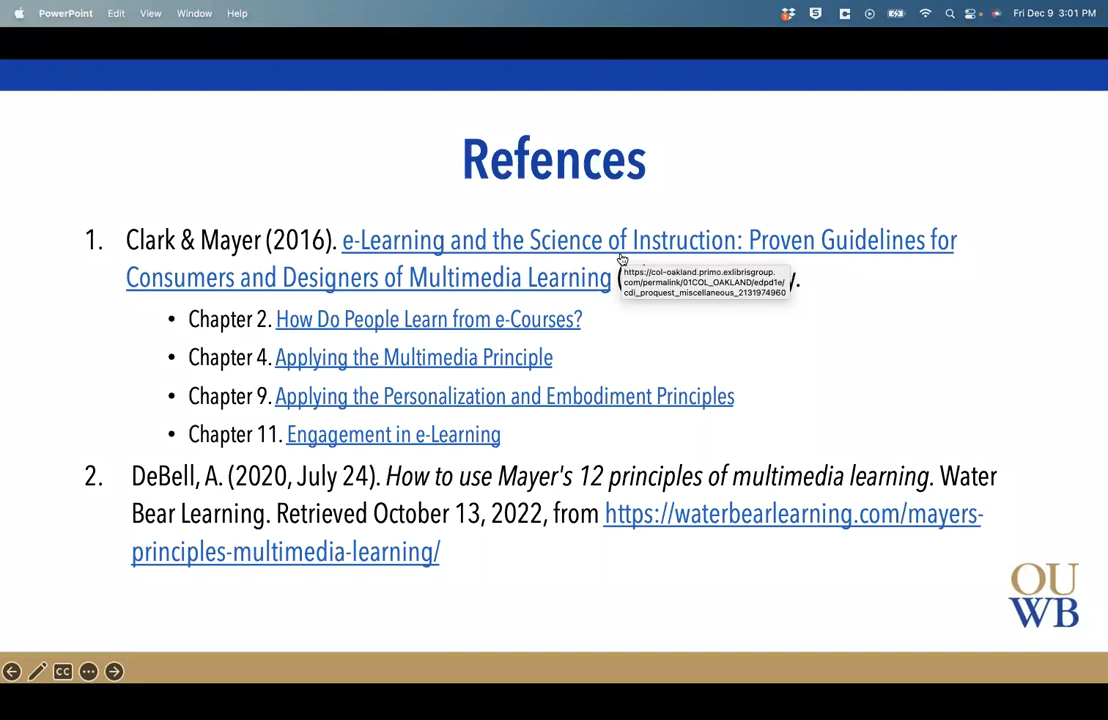 PowerPoint Edit View Window Help Fri Dec 9 3:01 PM
Refences
1. Clark & Mayer (2016). e-Learning and the Science of Instruction: Proven Guidelines for
Consumers and Designers of Multimedia Learning (
https://col-oakland.primo.exlibrisgroup.
com/permalink/01COL_OAKLAND/edpd1e/
cdi_proquest_miscellaneous_2131974960
• Chapter 2. How Do People Learn from e-Courses?
• Chapter 4. Applying the Multimedia Principle
• Chapter 9. Applying the Personalization and Embodiment Principles
• Chapter 11. Engagement in e-Learning
2. DeBell, A. (2020, July 24). How to use Mayer's 12 principles of multimedia learning. Water
Bear Learning. Retrieved October 13, 2022, from https://waterbearlearning.com/mayers-
principles-multimedia-learning/
OU
WB
CC